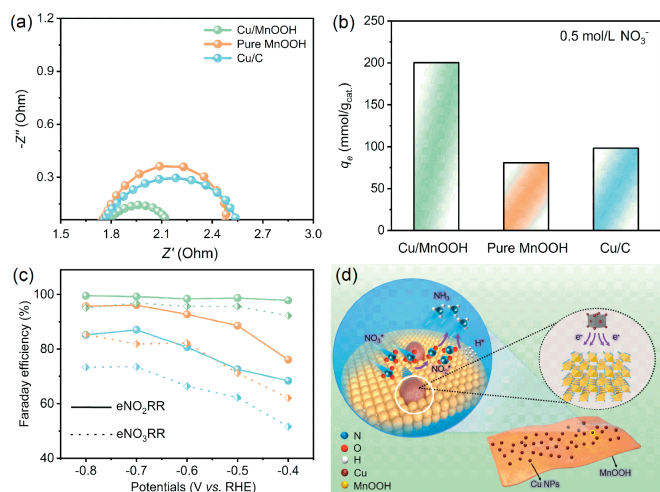 (a)
Cu/MnOOH
Pure MnOOH
Cu/C
-Z'' (Ohm)
1.2
0.9
0.6
0.3
1.5 1.8 2.1 2.4 2.7 3.0
Z' (Ohm)
(b)
0.5 mol/L NO₃⁻
qₑ (mmol/g_cat.)
250
200
150
100
50
0
Cu/MnOOH Pure MnOOH Cu/C
(c)
Faraday efficiency (%)
100
80
60
40
eNO₂RR
eNO₃RR
-0.8 -0.7 -0.6 -0.5 -0.4
Potentials (V vs. RHE)
(d)
NH₃
NO₃*
H*
NO₂*
e⁻ e⁻
N
O
H
Cu
MnOOH
Cu NPs
MnOOH